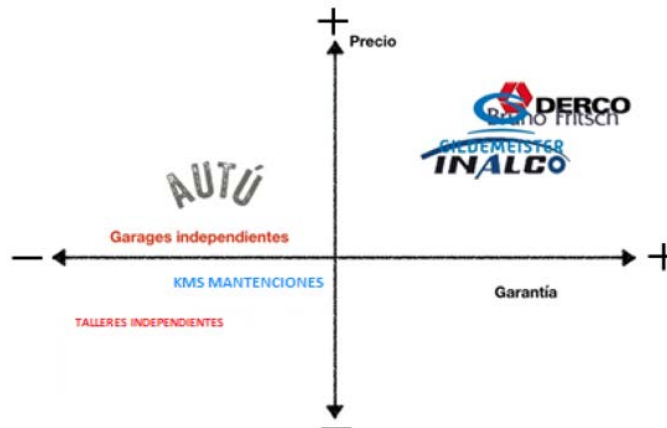 +
Precio
DERCO
Bruno Fritsch
GILDEMEISTER
INALCO
AUTÚ
Garages independientes
− +
KMS MANTENCIONES
Garantía
TALLERES INDEPENDIENTES
−